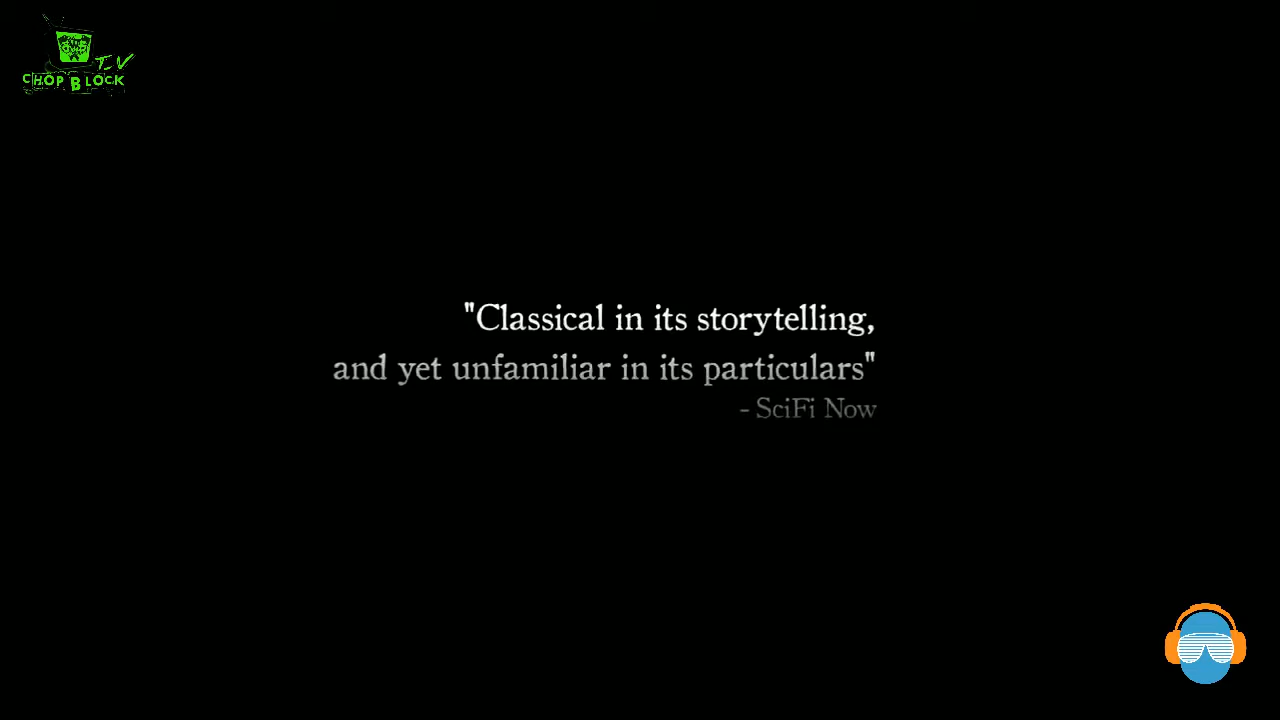 T.V
CHOP BLOCK
"Classical in its storytelling,
and yet unfamiliar in its particulars"
- SciFi Now